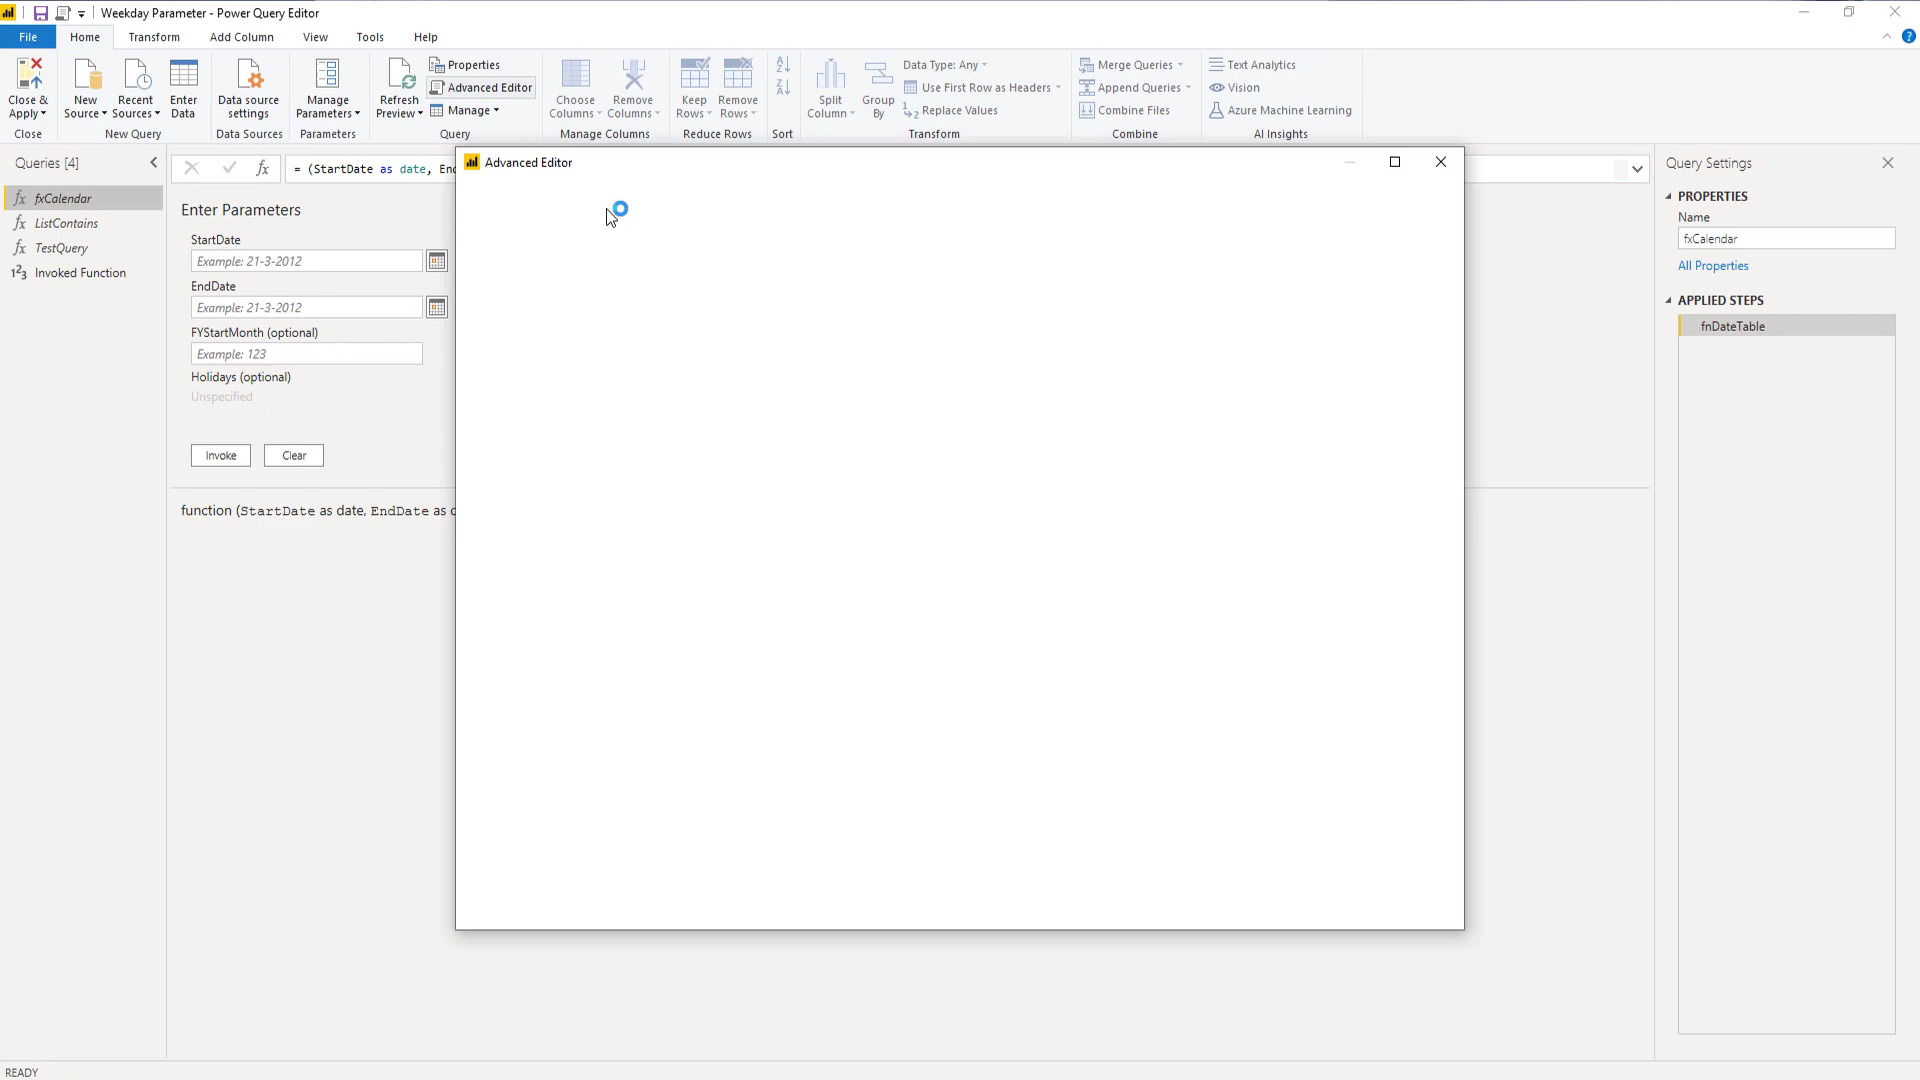 Weekday Parameter - Power Query Editor
File
Home
Transform
Add Column
View
Tools
Help
Close &
Apply
Close
New
Source
Recent
Sources
Enter
Data
New Query
Data source
settings
Data Sources
Manage
Parameters
Parameters
Refresh
Preview
Properties
Advanced Editor
Manage
Query
Choose
Columns
Remove
Columns
Manage Columns
Keep
Rows
Remove
Rows
Reduce Rows
Sort
Split
Column
Group
By
Data Type: Any
Use First Row as Headers
Replace Values
Transform
Merge Queries
Append Queries
Combine Files
Combine
Text Analytics
Vision
Azure Machine Learning
AI Insights
Queries [4]
fxCalendar
ListContains
TestQuery
Invoked Function
= (StartDate as date, En
Enter Parameters
StartDate
Example: 21-3-2012
EndDate
Example: 21-3-2012
FYStartMonth (optional)
Example: 123
Holidays (optional)
Unspecified
Invoke
Clear
function (StartDate as date, EndDate as
Advanced Editor
Query Settings
PROPERTIES
Name
fxCalendar
All Properties
APPLIED STEPS
fnDateTable
READY